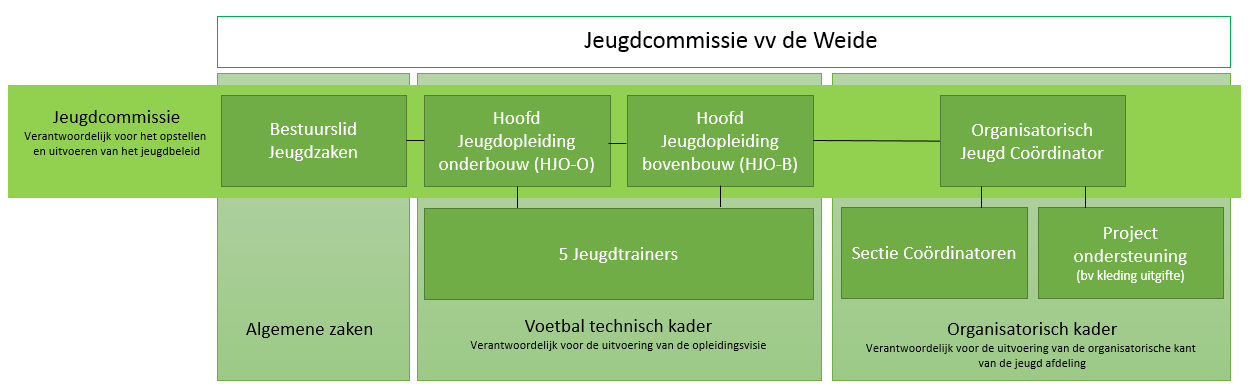 Jeugdcommissie vv de Weide
Jeugdcommissie
Verantwoordelijk voor het opstellen
en uitvoeren van het jeugdbeleid
Bestuurslid
Jeugdzaken
Hoofd
Jeugdopleiding
onderbouw (HJO-O)
Hoofd
Jeugdopleiding
bovenbouw (HJO-B)
Organisatorisch
Jeugd Coördinator
5 Jeugdtrainers
Sectie Coördinatoren
Project
ondersteuning
(bv kleding uitgifte)
Algemene zaken
Voetbal technisch kader
Verantwoordelijk voor de uitvoering van de opleidingsvisie
Organisatorisch kader
Verantwoordelijk voor de uitvoering van de organisatorische kant
van de jeugd afdeling